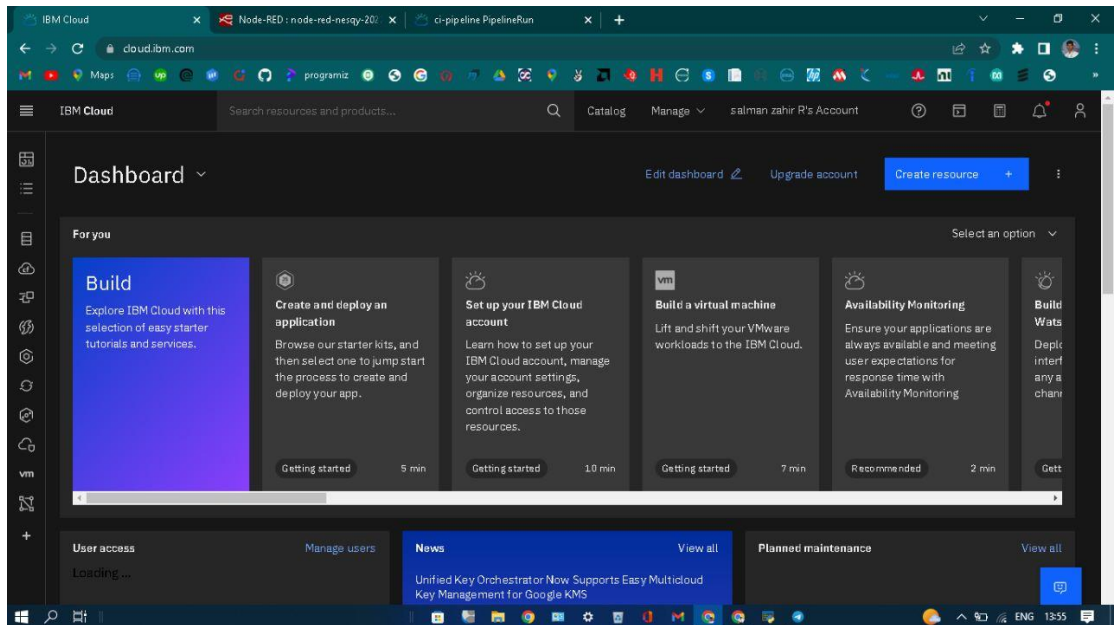 IBM Cloud
Node-RED : node-red-nesqy-202
ci-pipeline PipelineRun
cloud.ibm.com
Maps
programiz
IBM Cloud
Search resources and products...
Catalog
Manage
salman zahir R's Account
Dashboard
Edit dashboard
Upgrade account
Create resource +
For you
Select an option
Build
Explore IBM Cloud with this
selection of easy starter
tutorials and services.
Create and deploy an
application
Browse our starter kits, and
then select one to jump start
the process to create and
deploy your app.
Getting started
5 min
Set up your IBM Cloud
account
Learn how to set up your
IBM Cloud account, manage
your account settings,
organize resources, and
control access to those
resources.
Getting started
10 min
vm
Build a virtual machine
Lift and shift your VMware
workloads to the IBM Cloud.
Getting started
7 min
Availability Monitoring
Ensure your applications are
always available and meeting
user expectations for
response time with
Availability Monitoring
Recommended
2 min
Build
Wats
Deplo
interf
any a
chann
Gett
vm
User access
Manage users
Loading ...
News
View all
Unified Key Orchestrator Now Supports Easy Multicloud
Key Management for Google KMS
Planned maintenance
View all
ENG
13:55